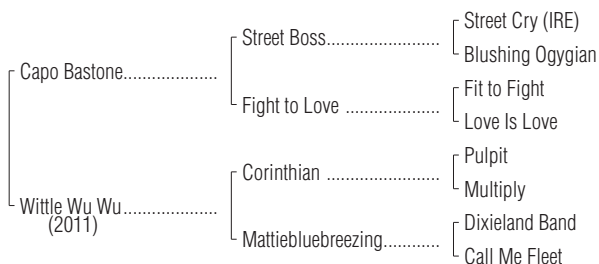 Street Cry (IRE)
Street Boss.......................
Blushing Ogygian
Capo Bastone...................
Fit to Fight
Fight to Love ...................
Love Is Love
Pulpit
Corinthian .......................
Multiply
Wittle Wu Wu...................
(2011)
Dixieland Band
Mattiebluebreezing............
Call Me Fleet